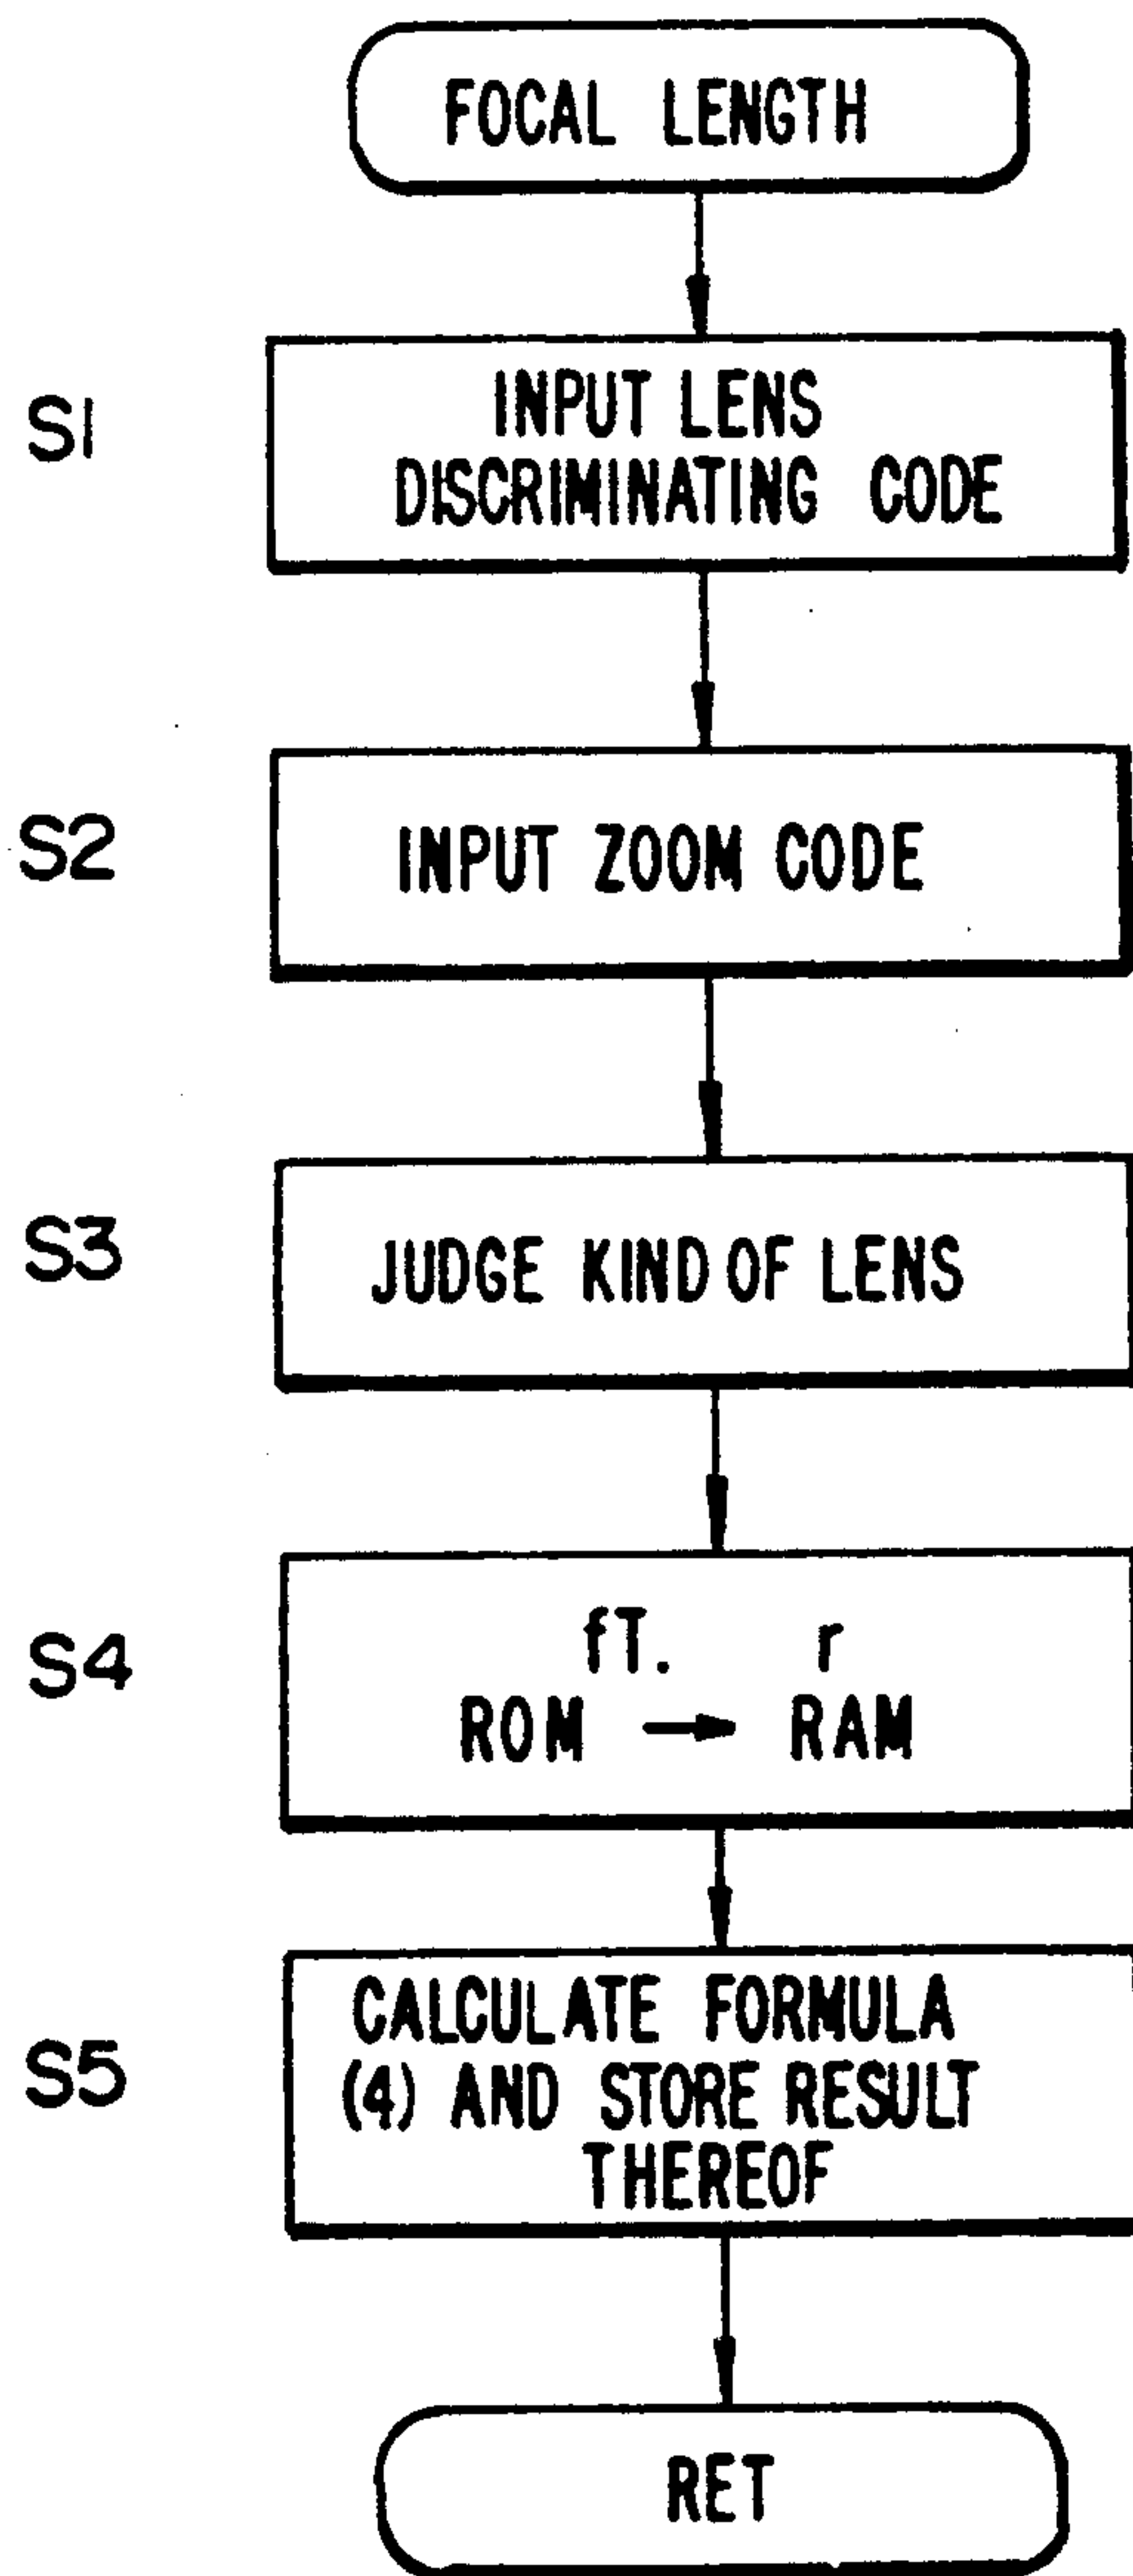 FOCAL LENGTH
S1
INPUT LENS
DISCRIMINATING CODE
S2
INPUT ZOOM CODE
S3
JUDGE KIND OF LENS
S4
fT. r
ROM → RAM
S5
CALCULATE FORMULA
(4) AND STORE RESULT
THEREOF
RET